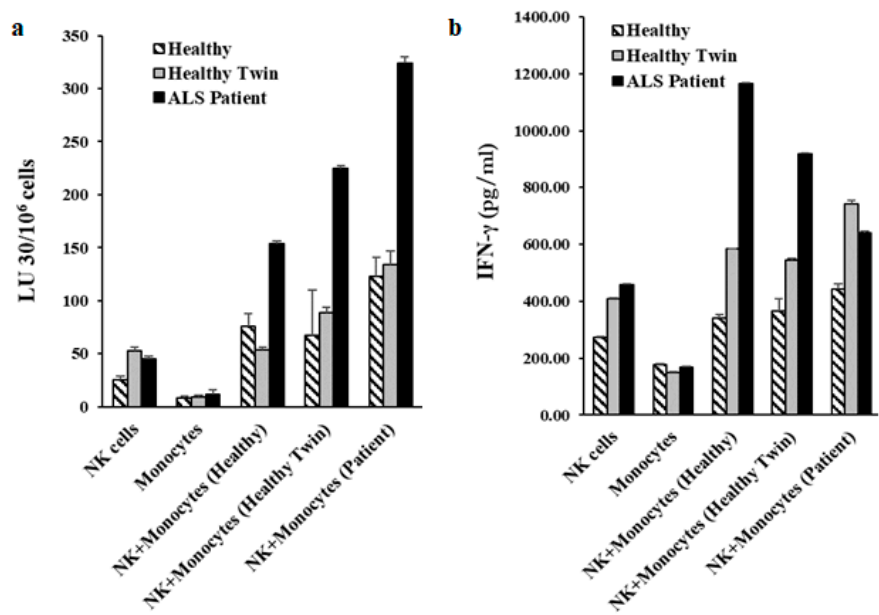 a
350
300
250
200
150
100
50
0
LU 30/10⁶ cells
Healthy
Healthy Twin
ALS Patient
NK cells
Monocytes
NK+Monocytes (Healthy)
NK+Monocytes (Healthy Twin)
NK+Monocytes (Patient)
b
1400.00
1200.00
1000.00
800.00
600.00
400.00
200.00
0.00
IFN-γ (pg/ml)
Healthy
Healthy Twin
ALS Patient
NK cells
Monocytes
NK+Monocytes (Healthy)
NK+Monocytes (Healthy Twin)
NK+Monocytes (Patient)